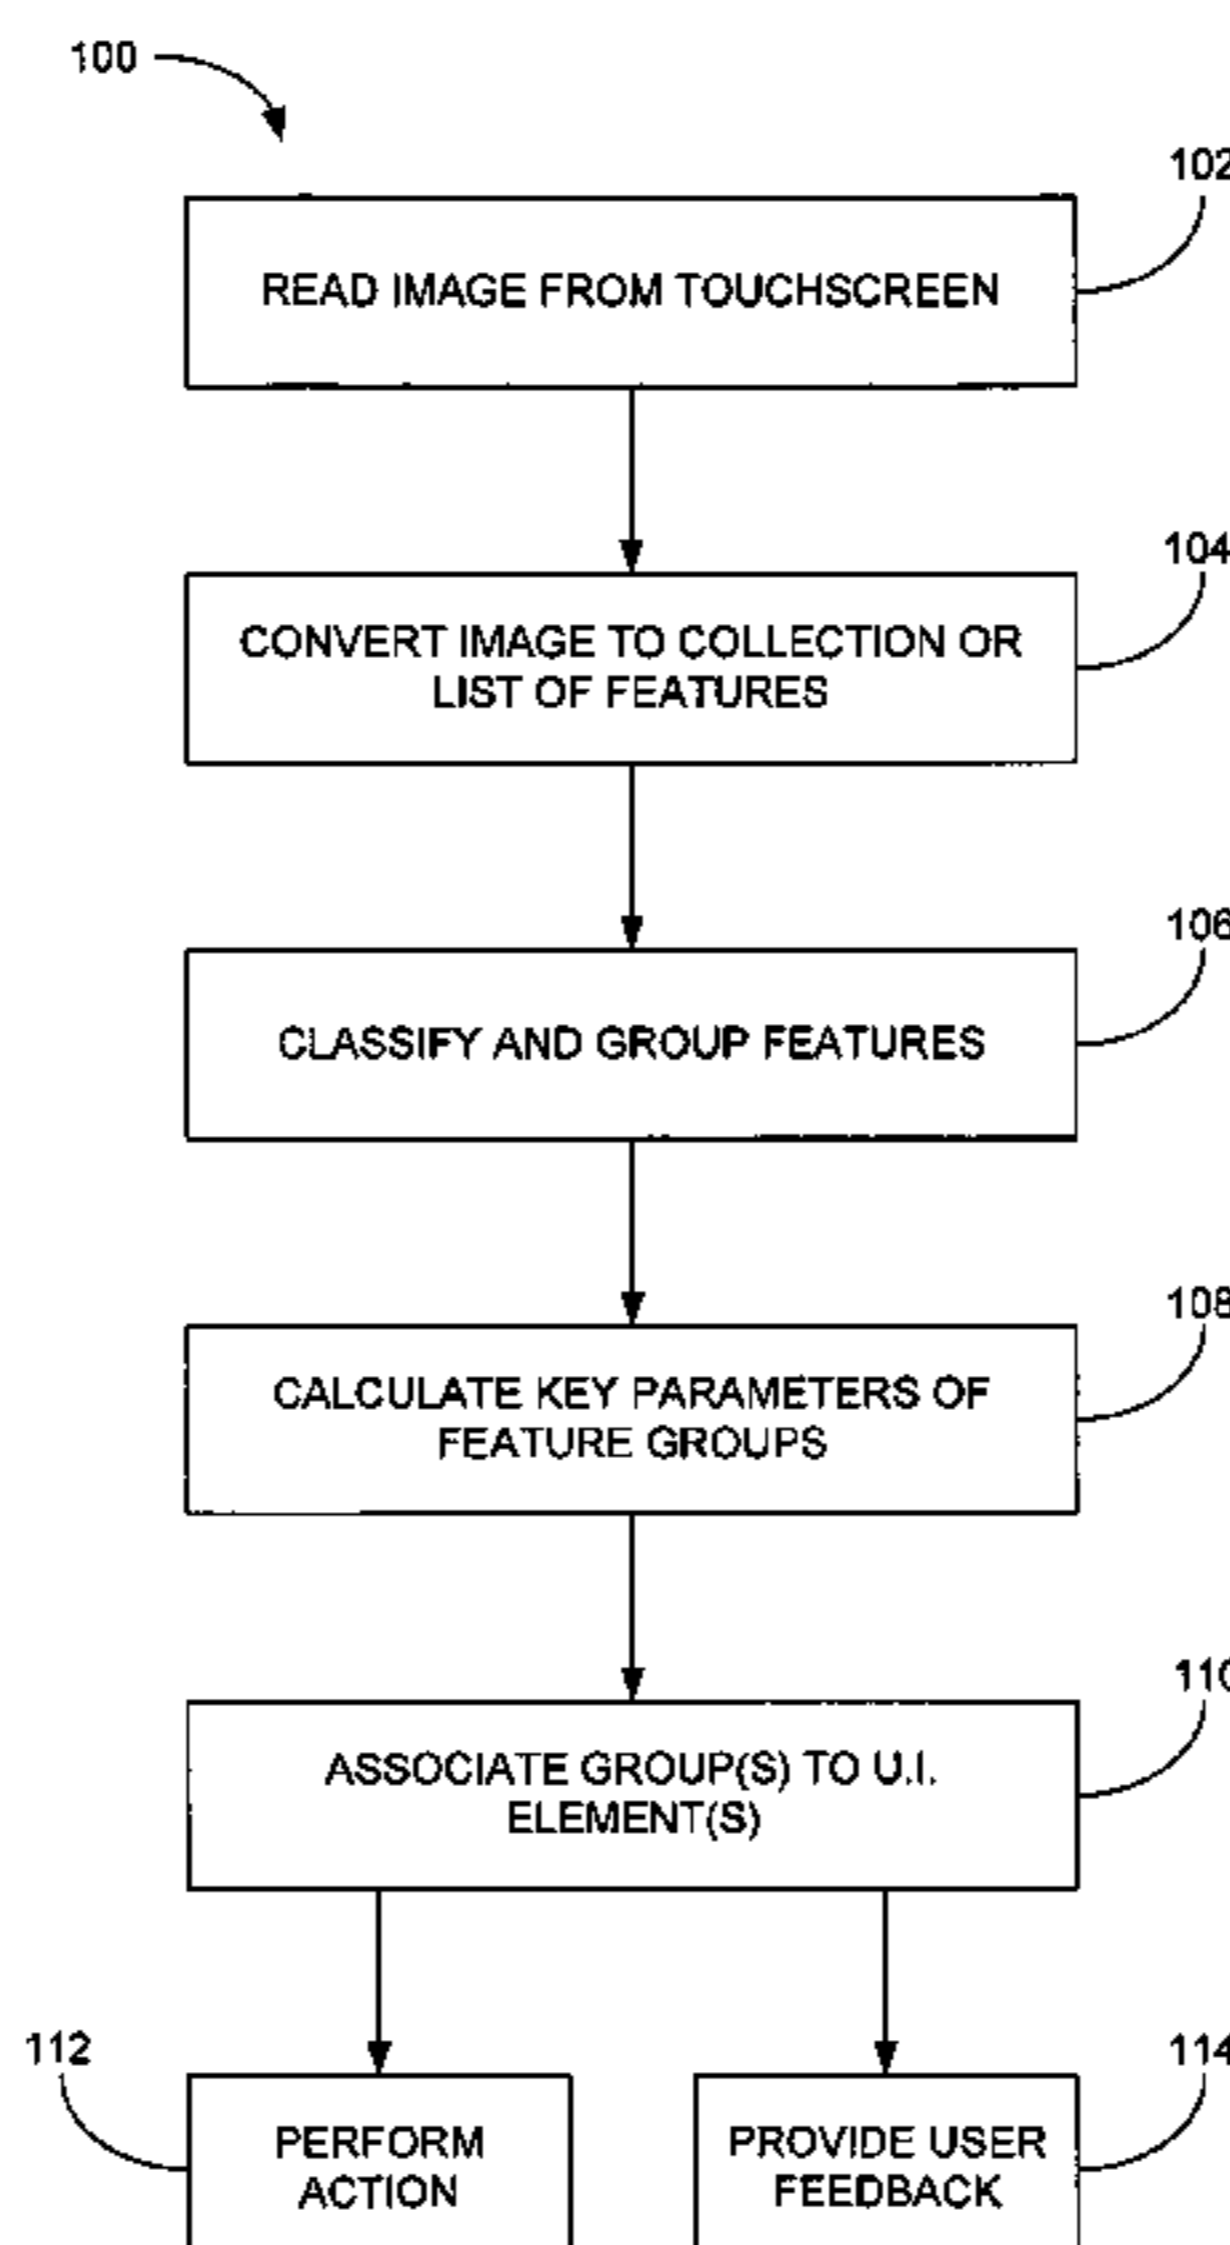 100
102
READ IMAGE FROM TOUCHSCREEN
104
CONVERT IMAGE TO COLLECTION OR
LIST OF FEATURES
106
CLASSIFY AND GROUP FEATURES
108
CALCULATE KEY PARAMETERS OF
FEATURE GROUPS
110
ASSOCIATE GROUP(S) TO U.I.
ELEMENT(S)
112
114
PERFORM
ACTION
PROVIDE USER
FEEDBACK